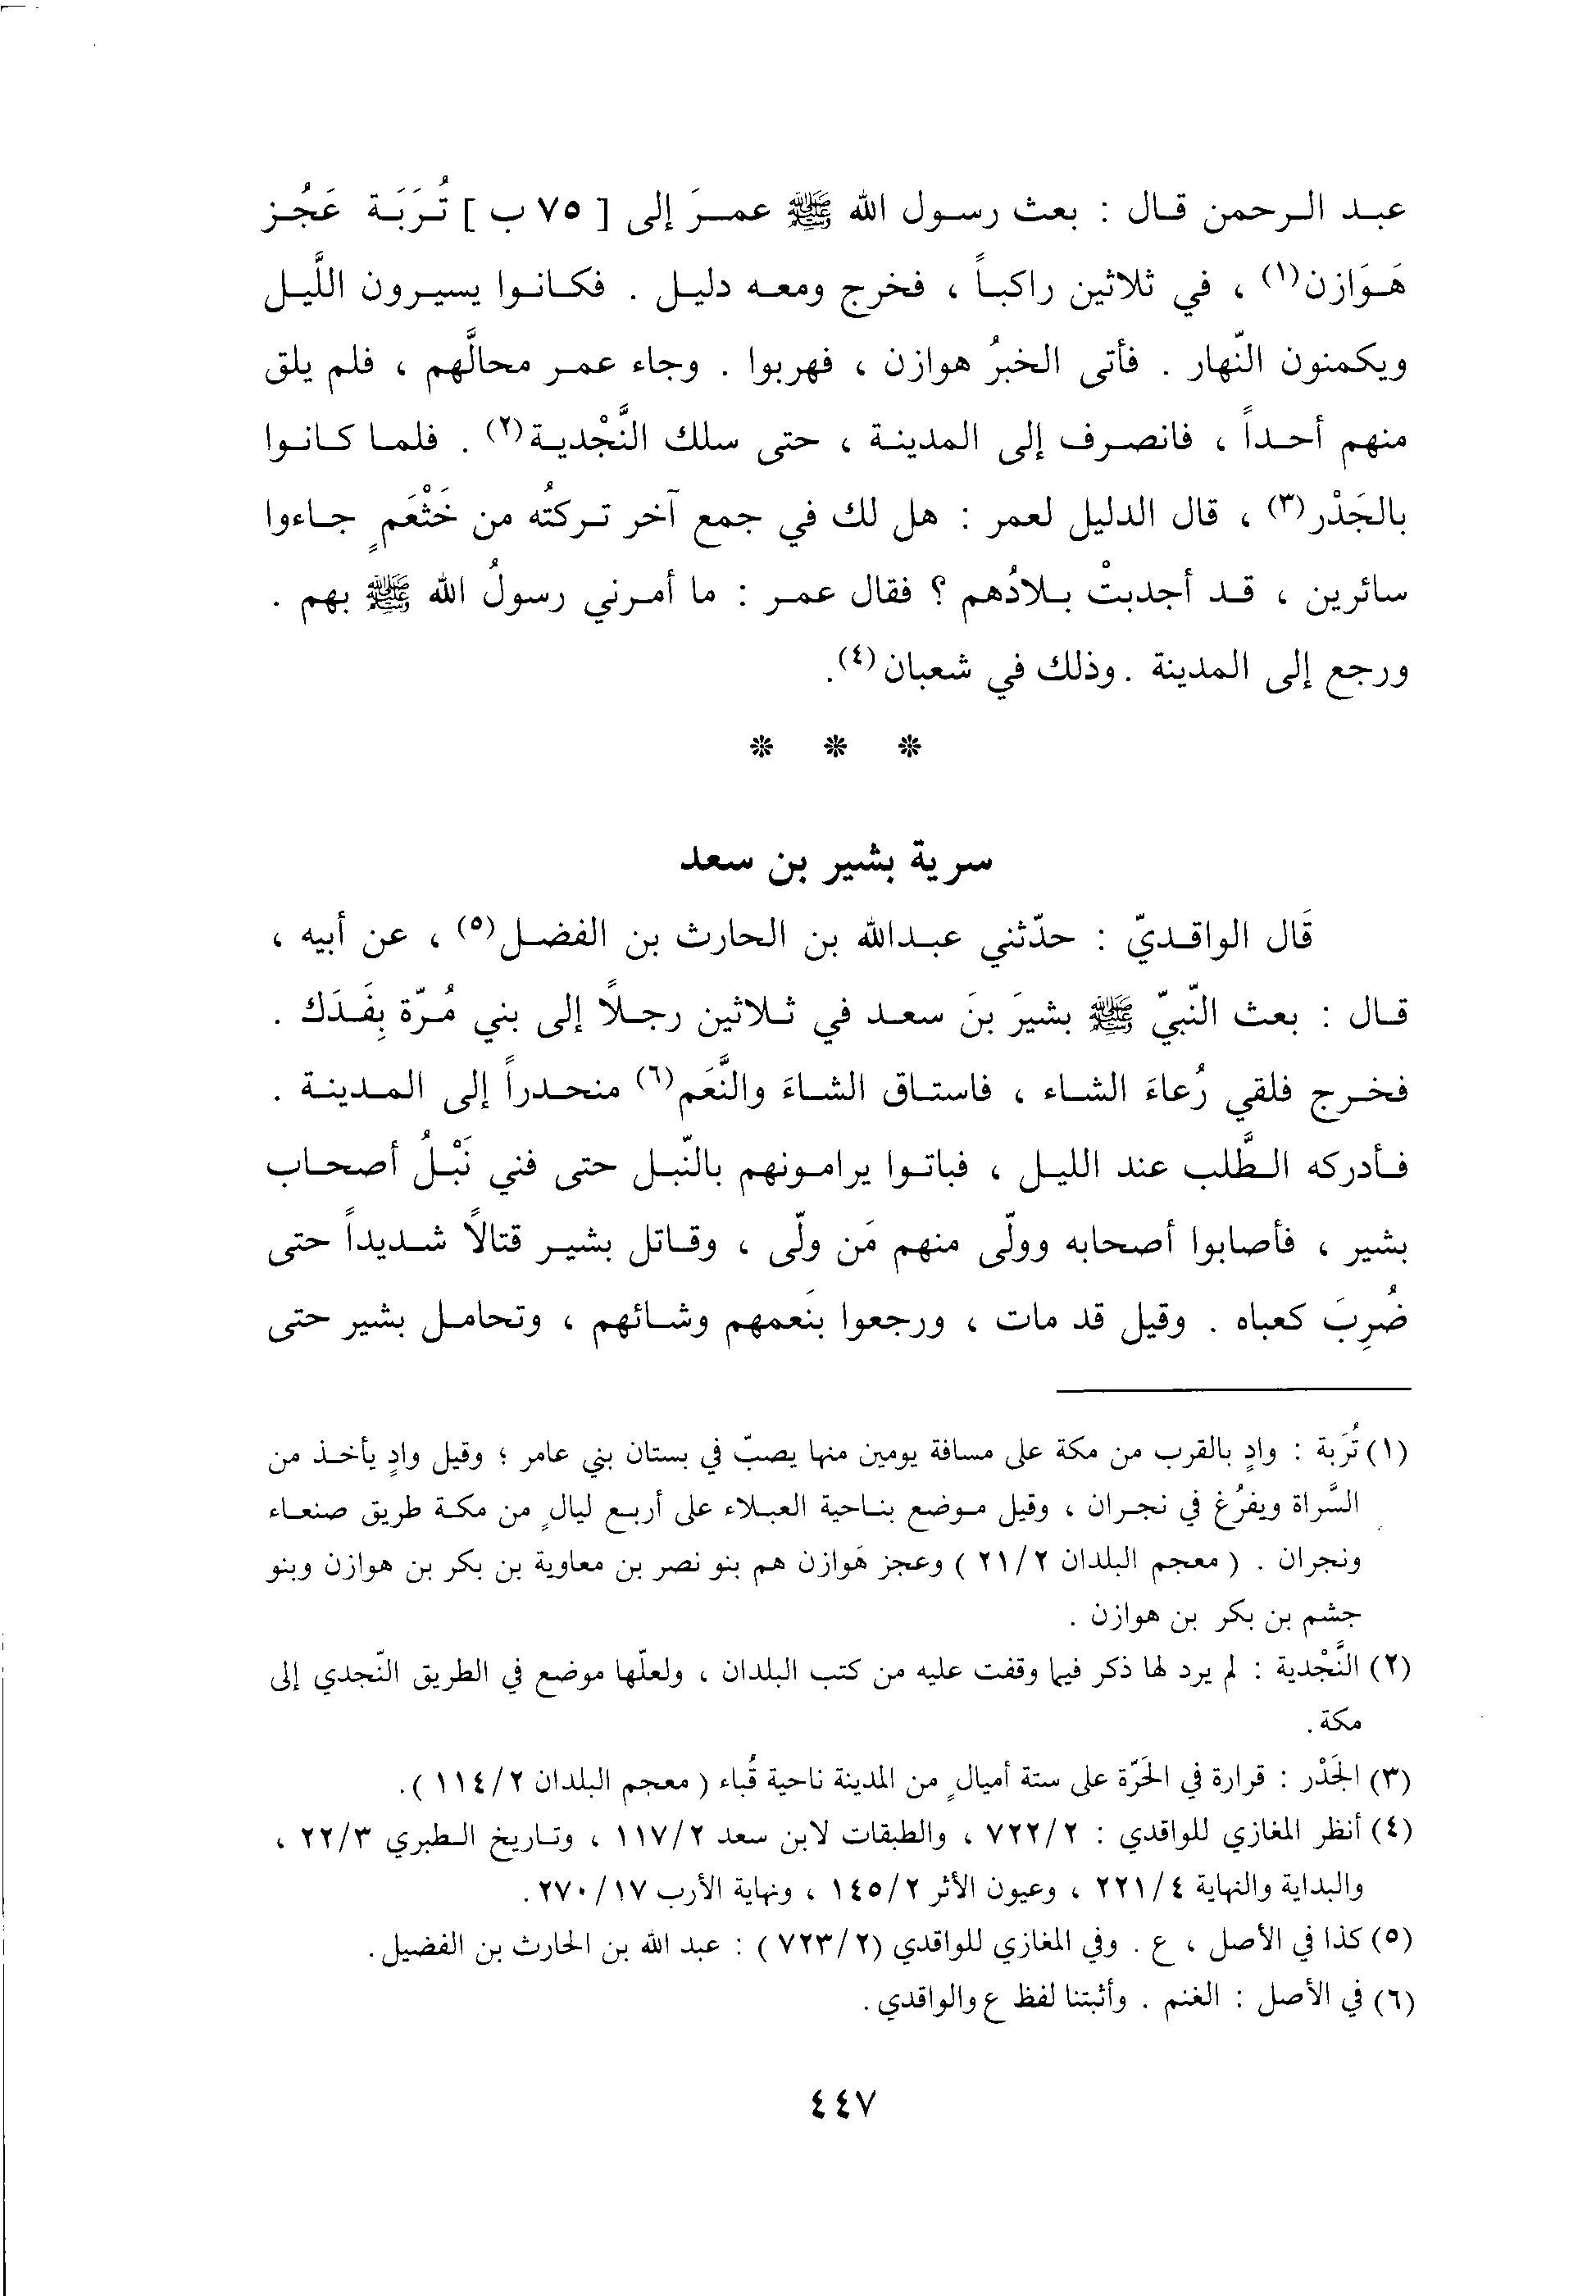 عبد الرحمن قال : بعث رسول الله ﷺ عمرَ إلى [ ٧٥ ب ] تُرَبَة عَجُز
هَوَازن(١) ، في ثلاثين راكباً ، فخرج ومعه دليل . فكانوا يسيرون اللَّيل
ويكمنون النّهار . فأتى الخبرُ هوازن ، فهربوا . وجاء عمر محالَّهم ، فلم يلق
منهم أحداً ، فانصرف إلى المدينة ، حتى سلك النَّجْدية(٢) . فلما كانوا
بالجَدْر(٣) ، قال الدليل لعمر : هل لك في جمع آخر تركتُه من خَثْعَمٍ جاءوا
سائرين ، قد أجدبتْ بلادُهم ؟ فقال عمر : ما أمرني رسولُ الله ﷺ بهم .
ورجع إلى المدينة . وذلك في شعبان(٤).
* * *
سرية بشير بن سعد
قَال الواقديّ : حدّثني عبدالله بن الحارث بن الفضل(٥) ، عن أبيه ،
قال : بعث النّبيّ ﷺ بشيرَ بنَ سعد في ثلاثين رجلاً إلى بني مُرّة بِفَدَك .
فخرج فلقي رُعاءَ الشاء ، فاستاق الشاءَ والنَّعَم(٦) منحدراً إلى المدينة .
فأدركه الطَّلب عند الليل ، فباتوا يرامونهم بالنّبل حتى فني نَبْلُ أصحاب
بشير ، فأصابوا أصحابه وولّى منهم مَن ولّى ، وقاتل بشير قتالاً شديداً حتى
ضُرِبَ كعباه . وقيل قد مات ، ورجعوا بنَعمهم وشائهم ، وتحامل بشير حتى
(١) تُرَبة : وادٍ بالقرب من مكة على مسافة يومين منها يصبّ في بستان بني عامر ؛ وقيل وادٍ يأخذ من
السَّراة ويفرُغ في نجران ، وقيل موضع بناحية العبلاء على أربع ليالٍ من مكة طريق صنعاء
ونجران . ( معجم البلدان ٢١/٢ ) وعجز هَوازن هم بنو نصر بن معاوية بن بكر بن هوازن وبنو
جشم بن بكر بن هوازن .
(٢) النَّجْدية : لم يرد لها ذكر فيما وقفت عليه من كتب البلدان ، ولعلّها موضع في الطريق النّجدي إلى
مكة .
(٣) الجَدْر : قرارة في الحَرّة على ستة أميالٍ من المدينة ناحية قُباء ( معجم البلدان ١١٤/٢ ).
(٤) أنظر المغازي للواقدي : ٧٢٢/٢ ، والطبقات لابن سعد ١١٧/٢ ، وتاريخ الطبري ٢٢/٣ ،
والبداية والنهاية ٢٢١/٤ ، وعيون الأثر ١٤٥/٢ ، ونهاية الأرب ٢٧٠/١٧.
(٥) كذا في الأصل ، ع . وفي المغازي للواقدي (٧٢٣/٢ ) : عبد الله بن الحارث بن الفضيل.
(٦) في الأصل : الغنم . وأثبتنا لفظ ع والواقدي.
٤٤٧